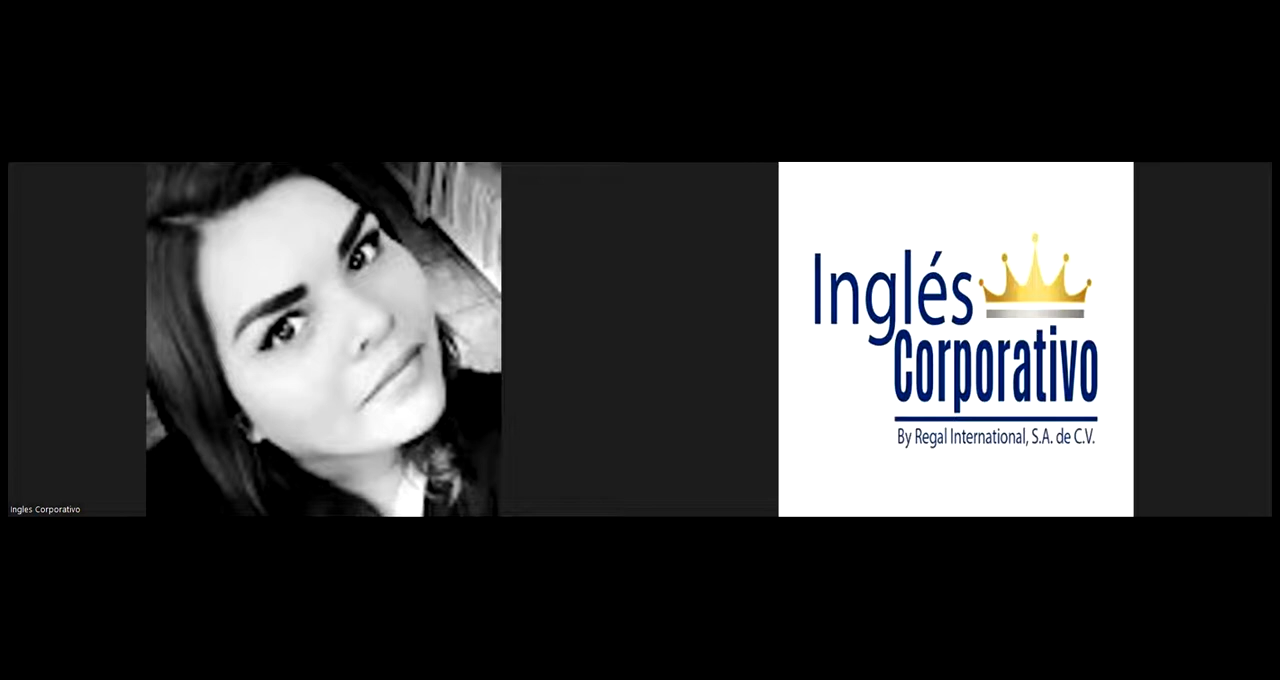 Inglés
Corporativo
By Regal International, S.A. de C.V.
Ingles Corporativo